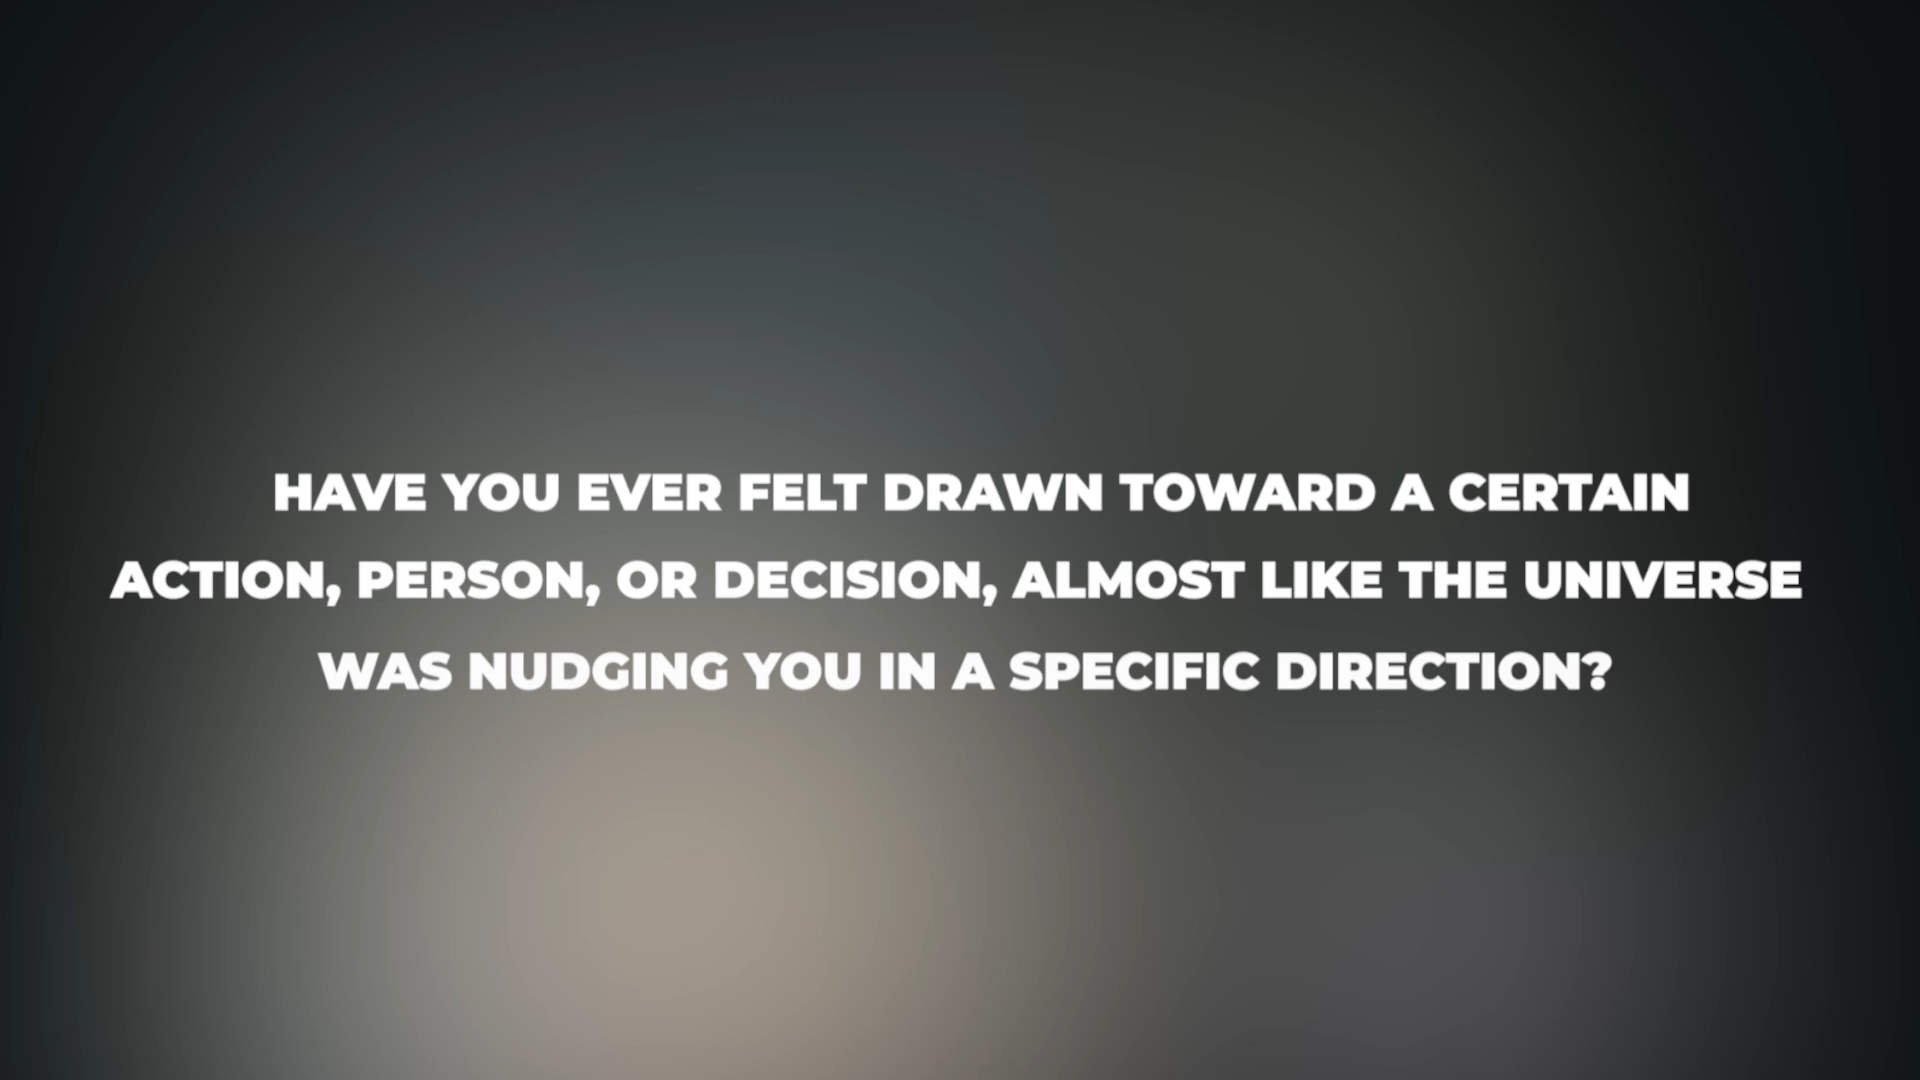 HAVE YOU EVER FELT DRAWN TOWARD A CERTAIN
ACTION, PERSON, OR DECISION, ALMOST LIKE THE UNIVERSE
WAS NUDGING YOU IN A SPECIFIC DIRECTION?